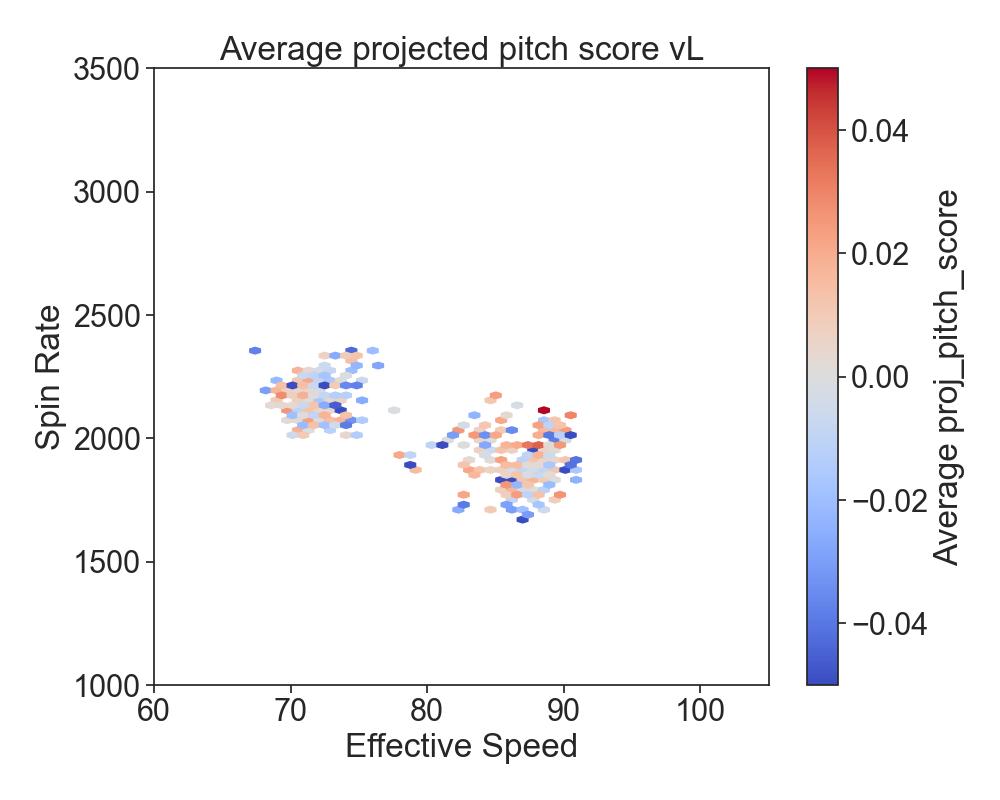 Average projected pitch score vL
3500
3000
2500
2000
1500
1000
Spin Rate
60 70 80 90 100
Effective Speed
0.04
0.02
0.00
−0.02
−0.04
Average proj_pitch_score